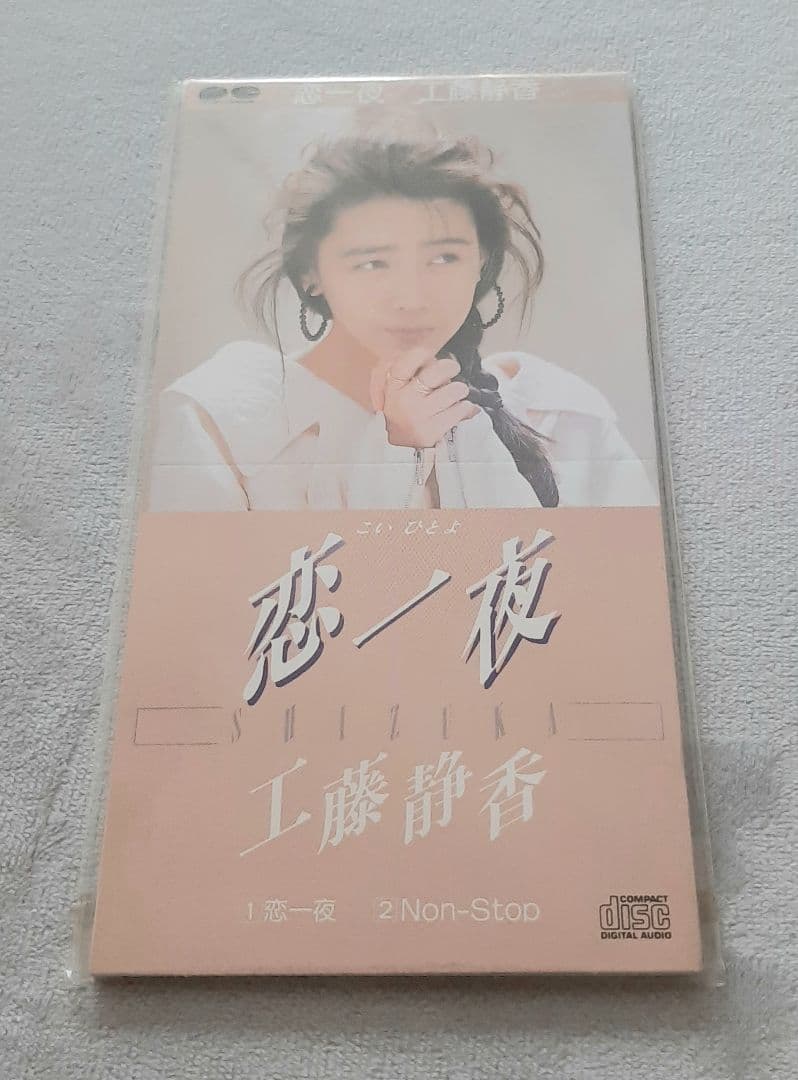 恋一夜 工藤静香
こい ひとよ
恋一夜
SHIZUKA
工藤静香
1 恋一夜 2 Non-Stop
COMPACT
disc
DIGITAL AUDIO